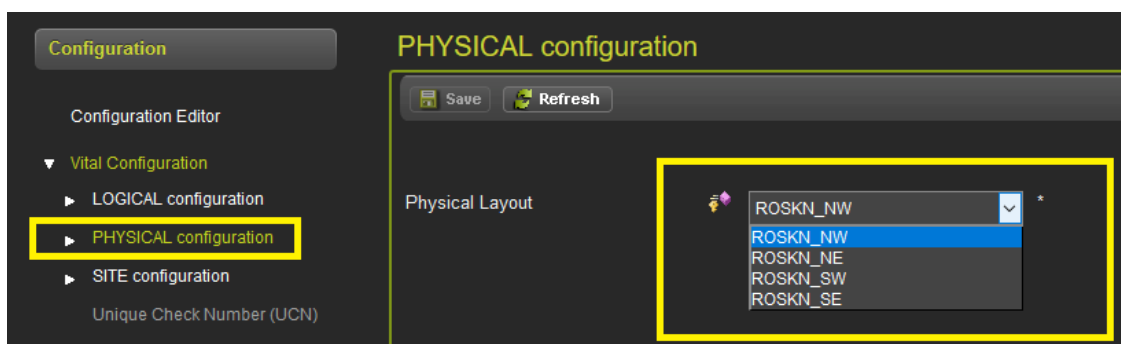 Configuration
Configuration Editor
Vital Configuration
LOGICAL configuration
PHYSICAL configuration
SITE configuration
Unique Check Number (UCN)
PHYSICAL configuration
Save
Refresh
Physical Layout
ROSKN_NW
*
ROSKN_NW
ROSKN_NE
ROSKN_SW
ROSKN_SE